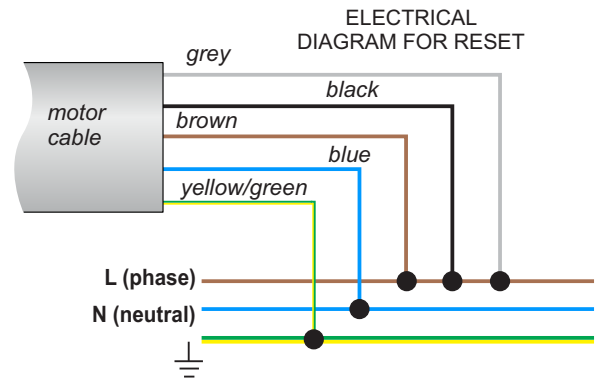 ELECTRICAL
DIAGRAM FOR RESET
grey
black
motor
cable
brown
blue
yellow/green
L (phase)
N (neutral)